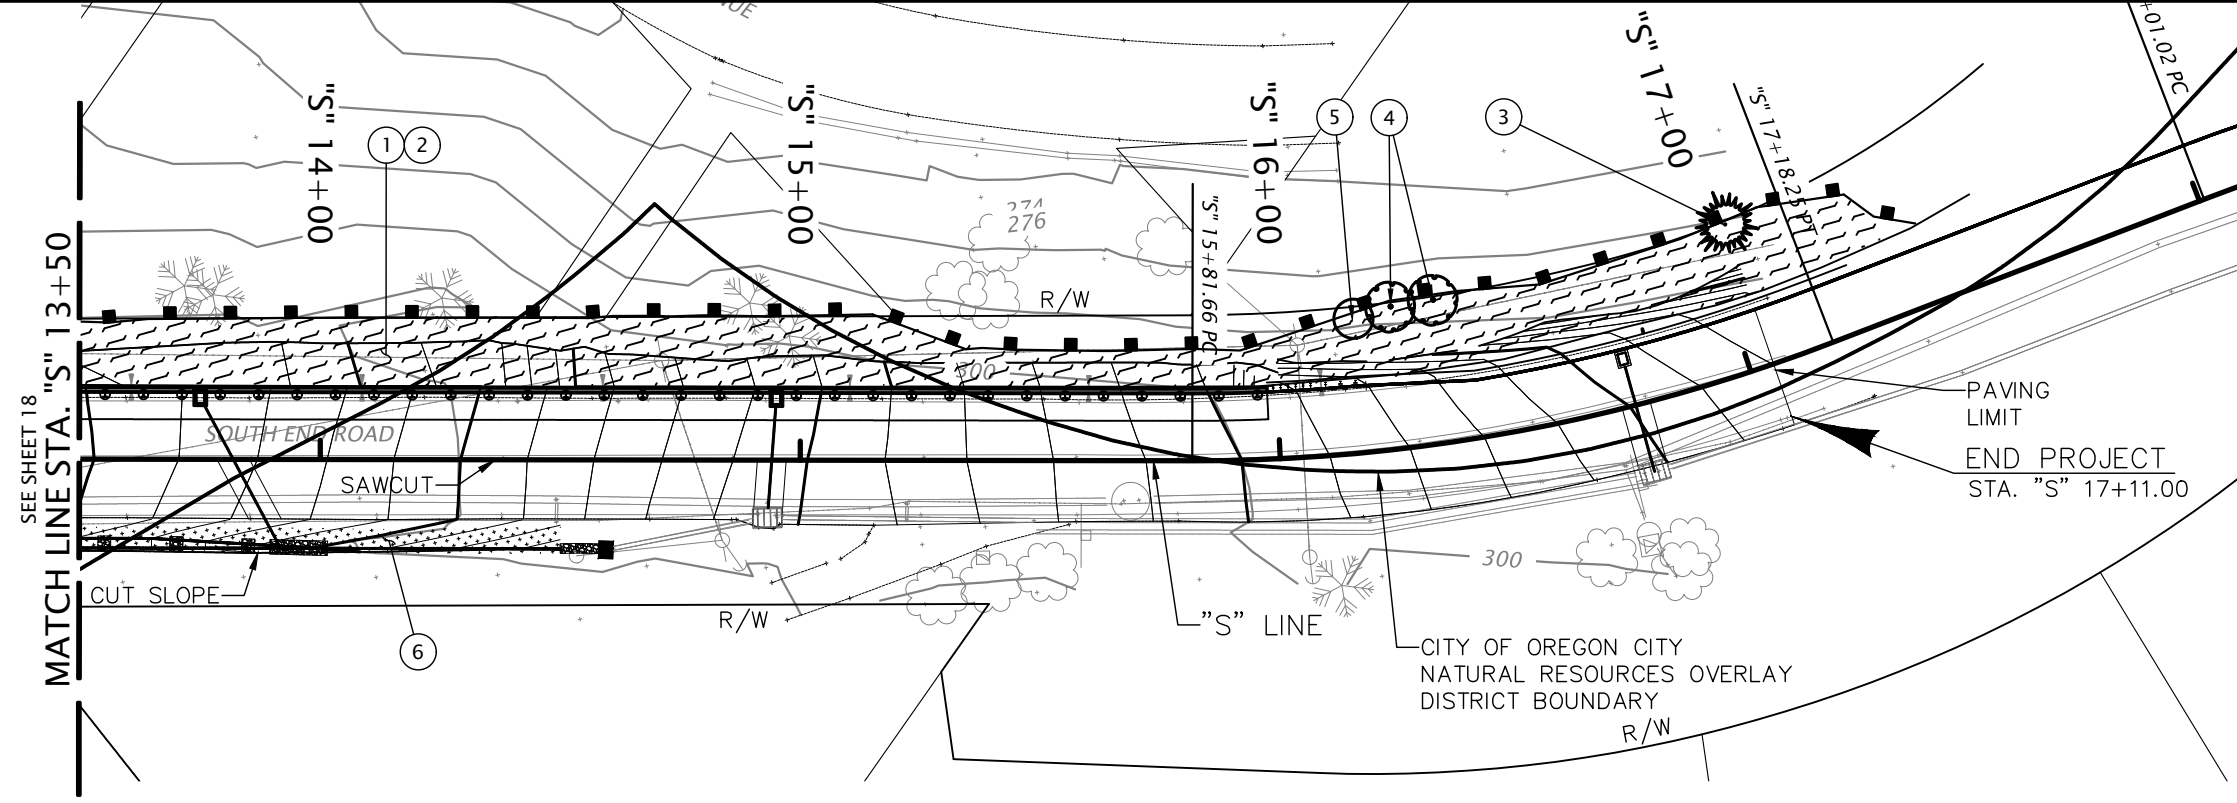 UE
+01.02 PC
"S" 14+00
"S" 15+00
"S" 16+00
"S" 17+00
"S" 17+18.25 PT
"S" 15+81.66 PC
1
2
5
4
3
274
276
R/W
300
SEE SHEET 18
MATCH LINE STA. "S" 13+50
SOUTH END ROAD
SAWCUT
PAVING
LIMIT
END PROJECT
STA. "S" 17+11.00
300
CUT SLOPE
R/W
"S" LINE
6
CITY OF OREGON CITY
NATURAL RESOURCES OVERLAY
DISTRICT BOUNDARY
R/W